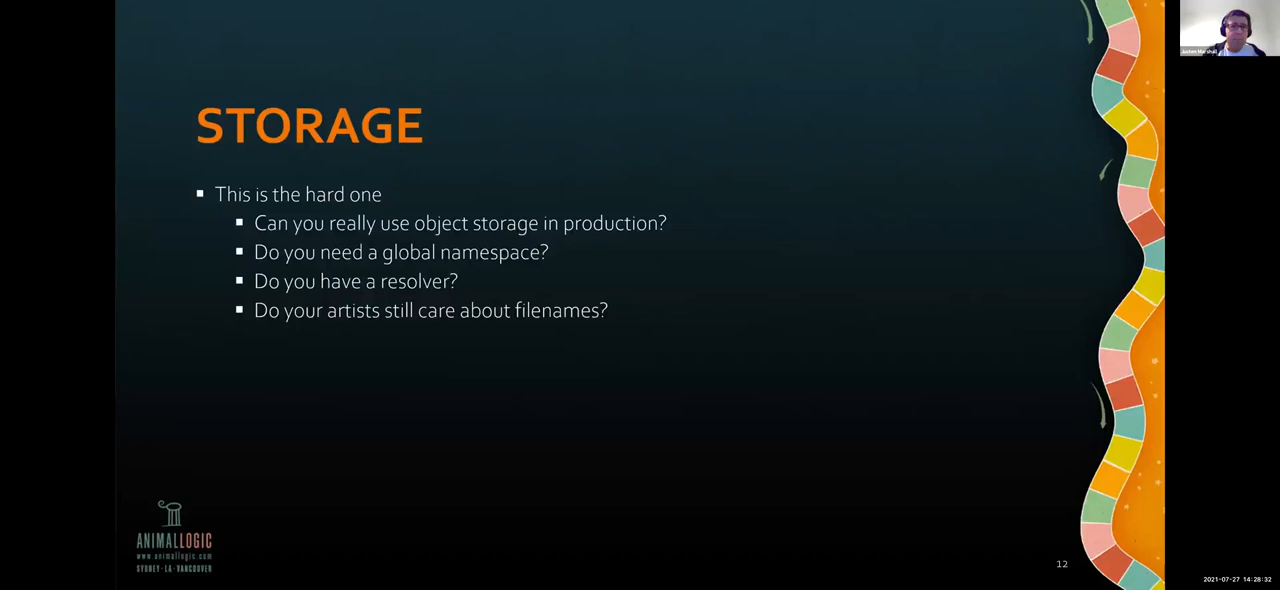 STORAGE
This is the hard one
Can you really use object storage in production?
Do you need a global namespace?
Do you have a resolver?
Do your artists still care about filenames?
ANIMALLOGIC
www.animallogic.com
SYDNEY · LA · VANCOUVER
12
Justen Marshall
2021-07-27 14:28:32